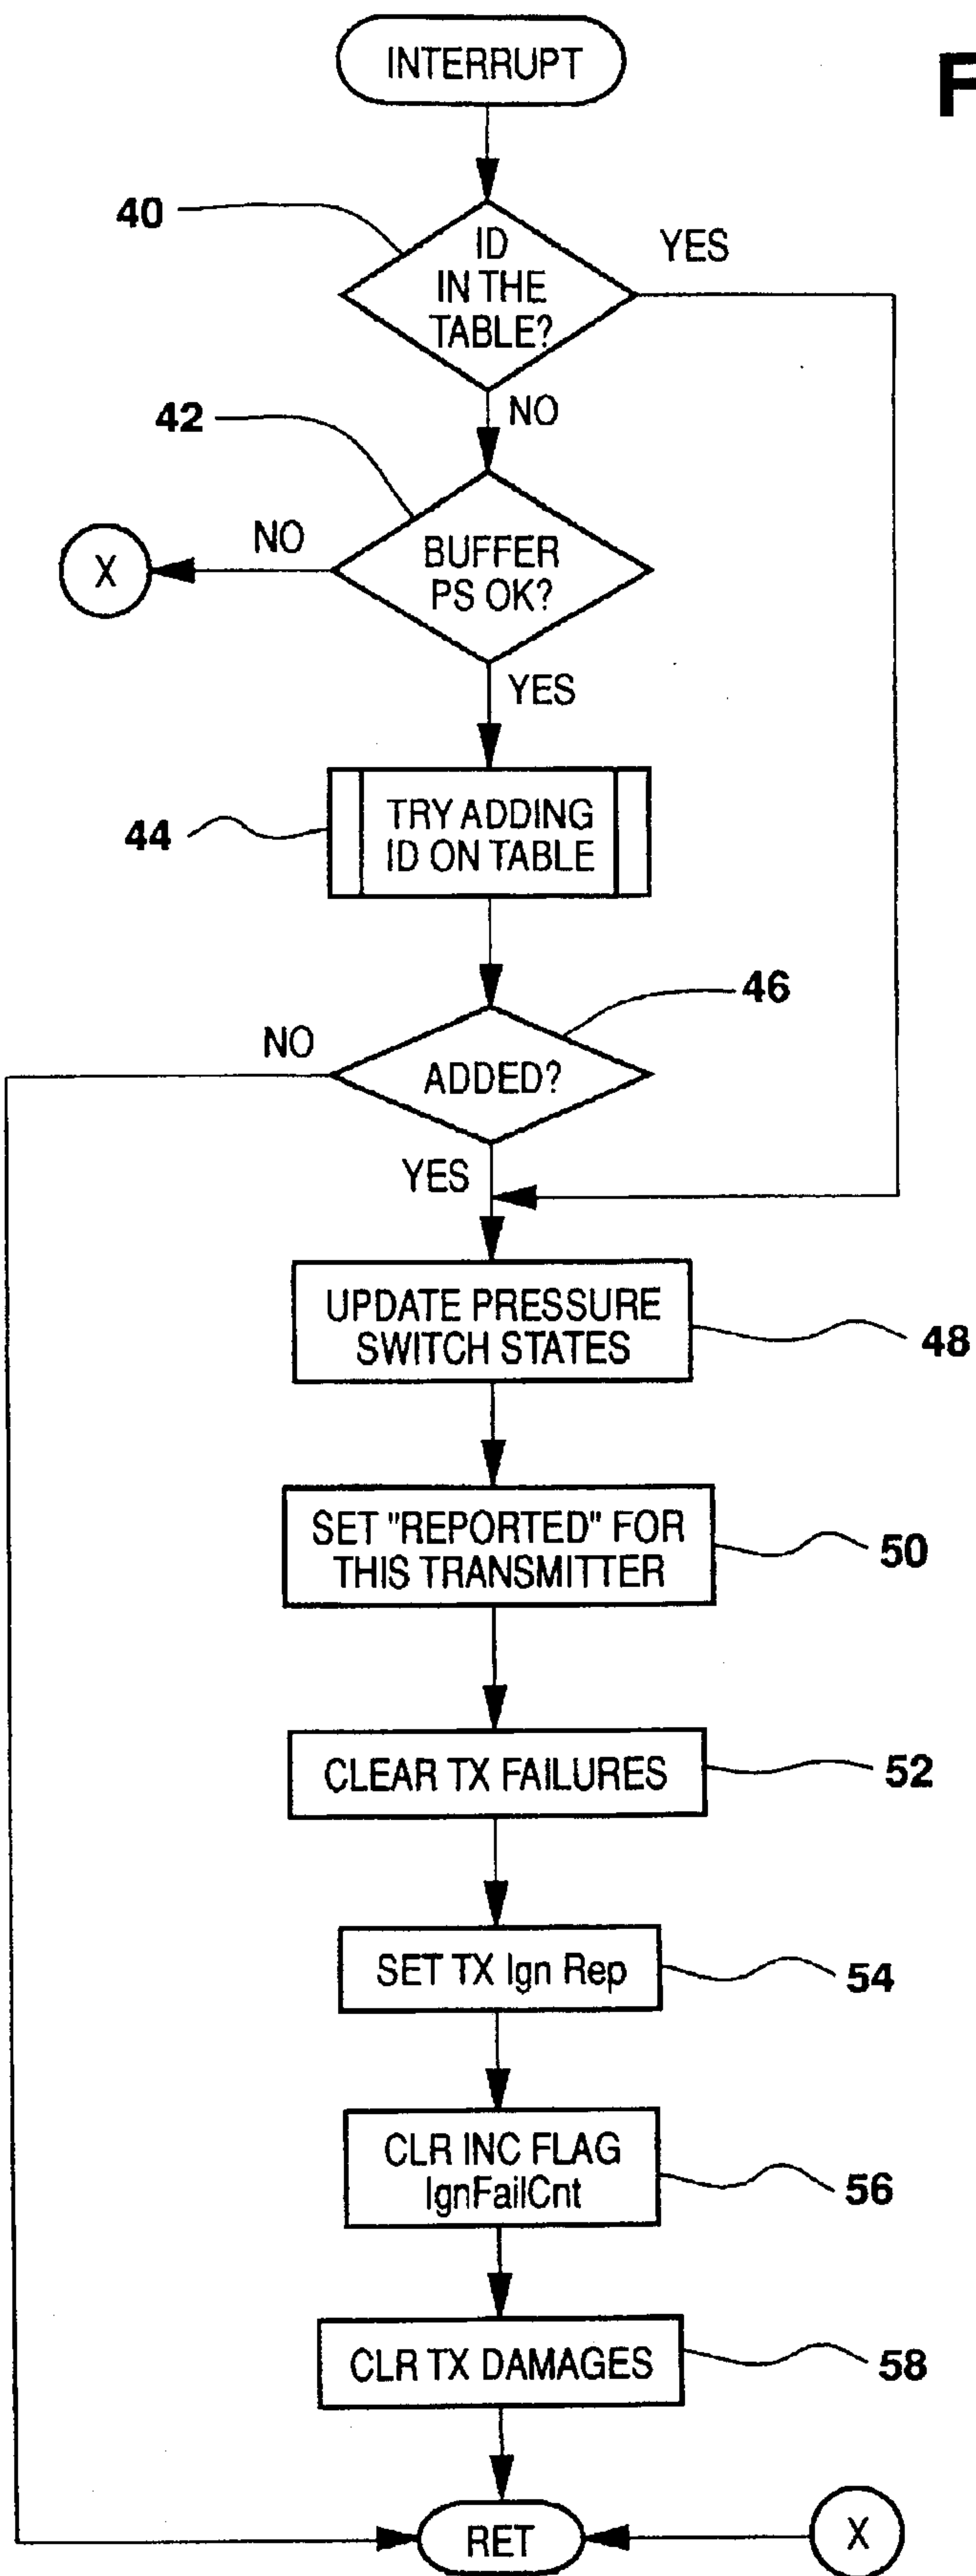 INTERRUPT
F
40
ID
IN THE
TABLE?
YES
NO
42
BUFFER
PS OK?
NO
X
YES
44
TRY ADDING
ID ON TABLE
46
NO
ADDED?
YES
UPDATE PRESSURE
SWITCH STATES
48
SET "REPORTED" FOR
THIS TRANSMITTER
50
CLEAR TX FAILURES
52
SET TX Ign Rep
54
CLR INC FLAG
IgnFailCnt
56
CLR TX DAMAGES
58
RET
X